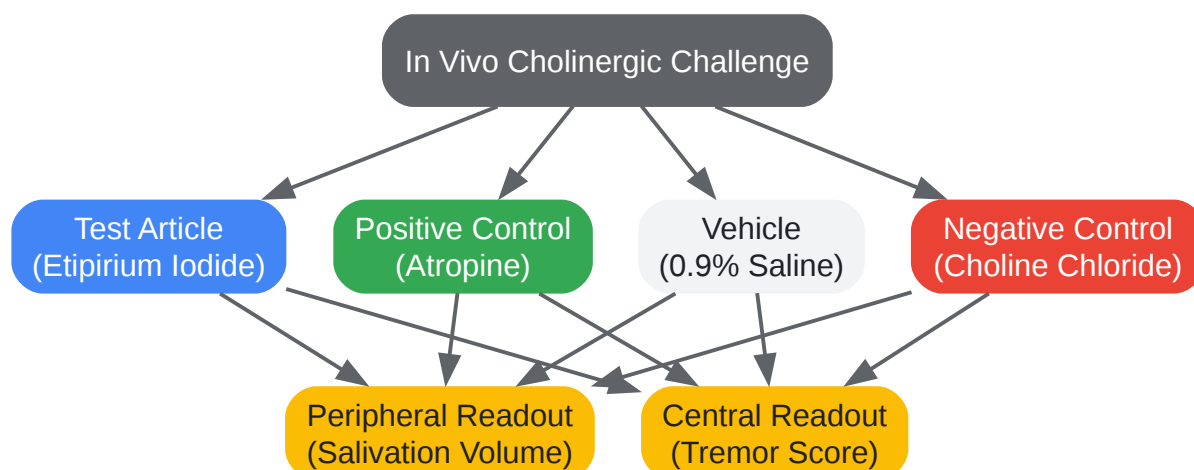 In Vivo Cholinergic Challenge
Test Article
(Etipirium Iodide)
Positive Control
(Atropine)
Vehicle
(0.9% Saline)
Negative Control
(Choline Chloride)
Peripheral Readout
(Salivation Volume)
Central Readout
(Tremor Score)